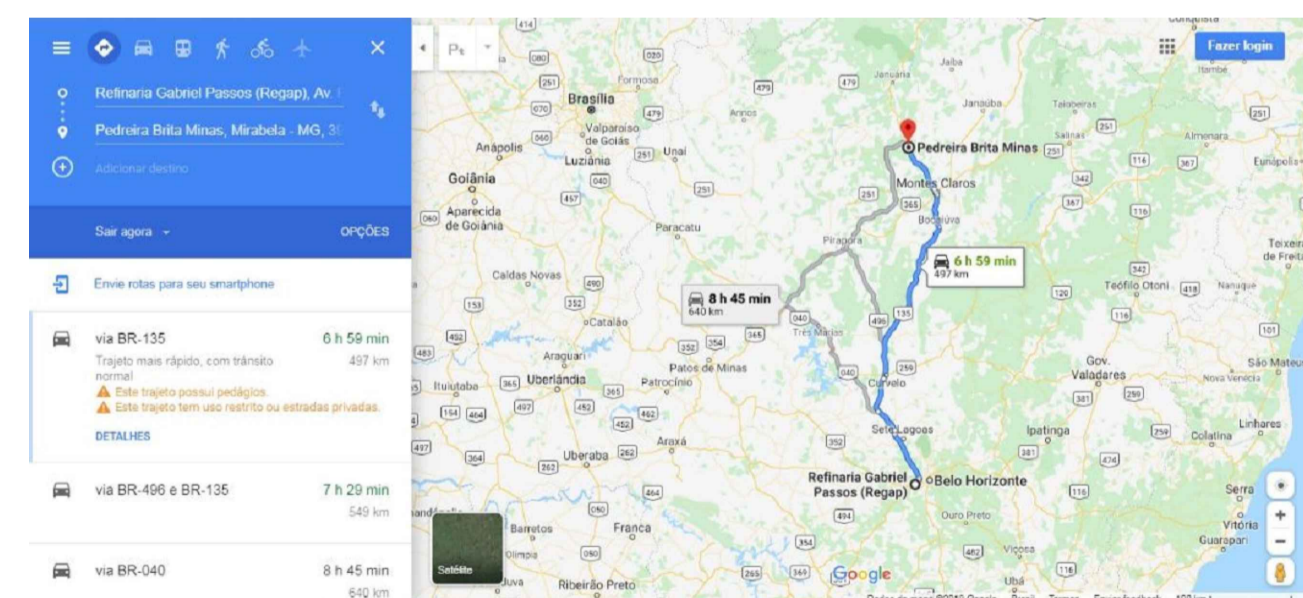 Refinaria Gabriel Passos (Regap), Av.
Pedreira Brita Minas, Mirabela - MG,
Adicionar destino
Sair agora
OPÇÕES
Envie rotas para seu smartphone
via BR-135
6 h 59 min
Trajeto mais rápido, com trânsito
497 km
normal
Este trajeto possui pedágios.
Este trajeto tem uso restrito ou estradas privadas.
DETALHES
via BR-496 e BR-135
7 h 29 min
549 km
via BR-040
8 h 45 min
640 km
Fazer login
Itambé
Jaíba
Januária
Formosa
Brasília
Janaúba
Taiobeiras
Arinos
Valparaíso
de Goiás
Salinas
Almenara
Anápolis
Luziânia
Unaí
Pedreira Brita Minas
Eunápolis
Goiânia
Montes Claros
Aparecida
de Goiânia
Bocaiúva
Paracatu
Pirapora
Teixeir
de Freita
6 h 59 min
497 km
Caldas Novas
8 h 45 min
640 km
Teófilo Otoni
Nanuque
Catalão
Três Marias
Araguari
Patos de Minas
Gov.
Valadares
São Mateu
Nova Venécia
Ituiutaba
Uberlândia
Patrocínio
Curvelo
Sete Lagoas
Ipatinga
Linhares
Colatina
Araxá
Uberaba
Refinaria Gabriel
Passos (Regap)
Belo Horizonte
Serra
Ouro Preto
Vitória
Guarapari
Barretos
Franca
Olímpia
Viçosa
Satélite
Ribeirão Preto
Google
Ubá